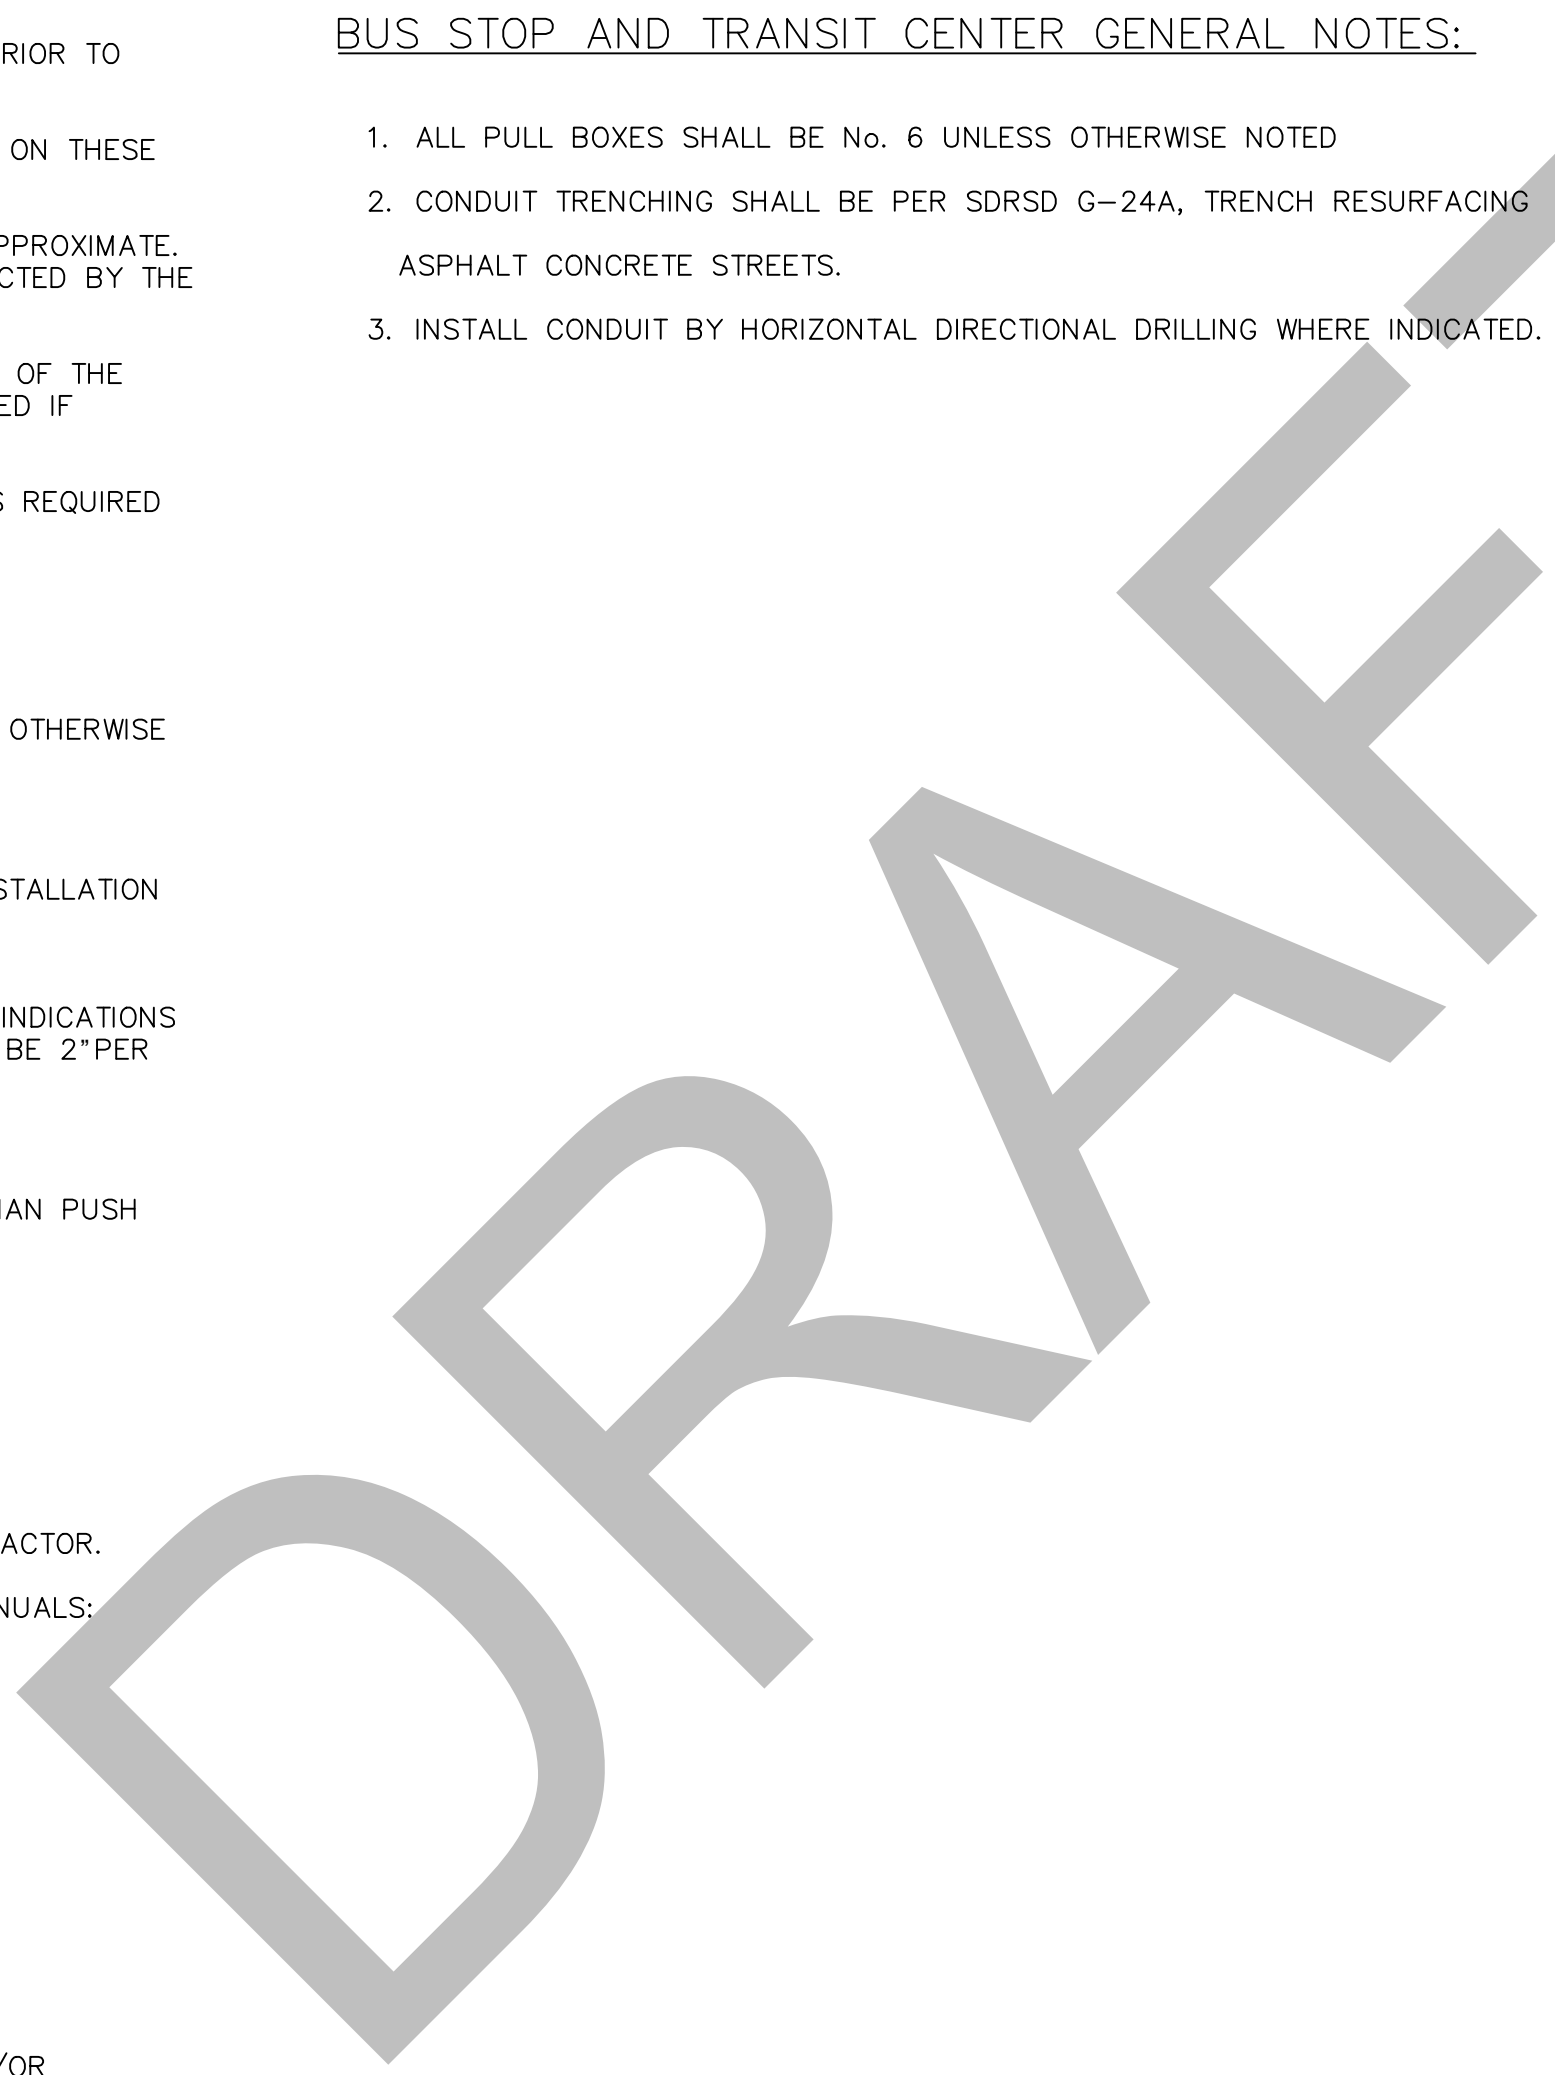 RIOR TO
ON THESE
PPROXIMATE.
CTED BY THE
OF THE
ED IF
S REQUIRED
OTHERWISE
STALLATION
INDICATIONS
BE 2"PER
IAN PUSH
ACTOR.
NUALS:
/OR
BUS STOP AND TRANSIT CENTER GENERAL NOTES:
1. ALL PULL BOXES SHALL BE No. 6 UNLESS OTHERWISE NOTED
2. CONDUIT TRENCHING SHALL BE PER SDRSD G-24A, TRENCH RESURFACING
ASPHALT CONCRETE STREETS.
3. INSTALL CONDUIT BY HORIZONTAL DIRECTIONAL DRILLING WHERE INDICATED.
DRAFT